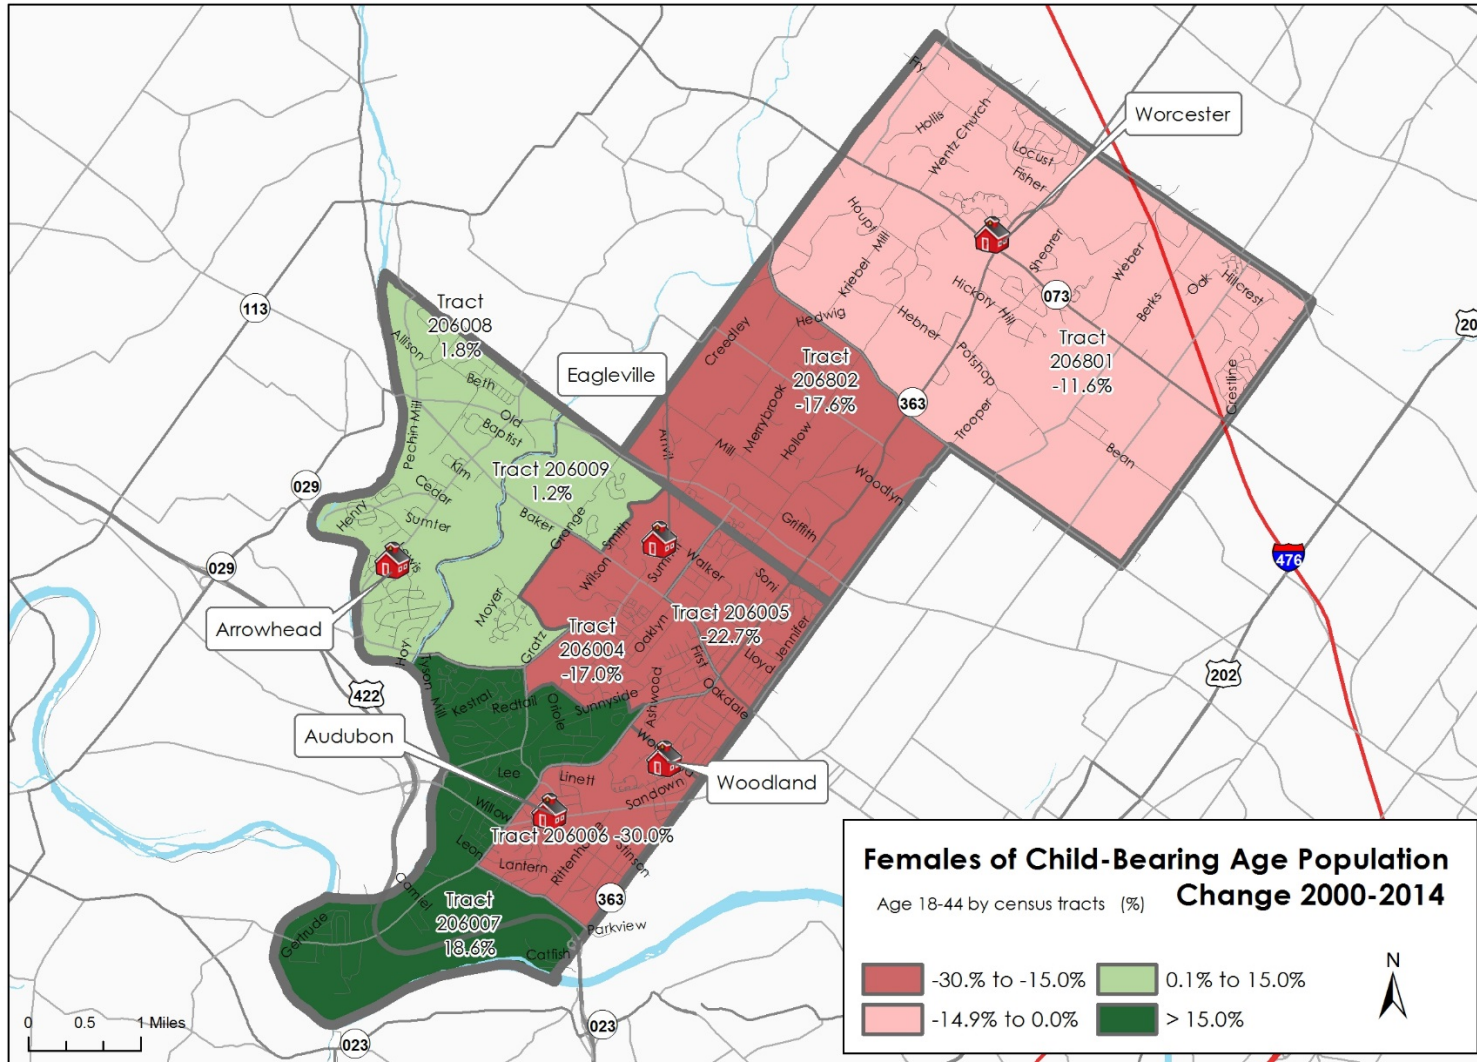 Worcester
Fry
Hollis
Wentz Church
Locust
Fisher
Houpt
Kriebel Mill
Shearer
Weber
Berks
Oak
Hillcrest
Hickory Hill
073
Hedwig
Hebner
Potshop
Trooper
Bean
Crestline
Tract
206801
-11.6%
113
Tract
206008
1.8%
Eagleville
Creedley
Tract
206802
-17.6%
363
Allison
Beth
Old
Baptist
Pechin Mill
Kim
Cedar
Sumter
Henry
Tract 206009
1.2%
Anvil
Mill
Merrybrook
Hollow
Woodlyn
Griffith
029
029
Baker
Grange
Smith
Wilson
Walker
Soni
Arrowhead
Moyer
Gratz
Hoy
Tyson
Mill
Tract
206004
-17.0%
Oaklyn
Tract 206005
-22.7%
First
Lloyd
Jennifer
Oakdale
Ashwood
476
202
422
Kestral
Redtail
Oriole
Sunnyside
Audubon
Woodland
Lee
Linett
Sandown
Willow
Tract 206006 -30.0%
Leon
Lantern
Stinson
363
Parkview
Tract
206007
18.6%
Gertrude
Catfish
023
023
0 0.5 1 Miles
Females of Child-Bearing Age Population
Change 2000-2014
Age 18-44 by census tracts (%)
-30.% to -15.0%
0.1% to 15.0%
-14.9% to 0.0%
> 15.0%
N